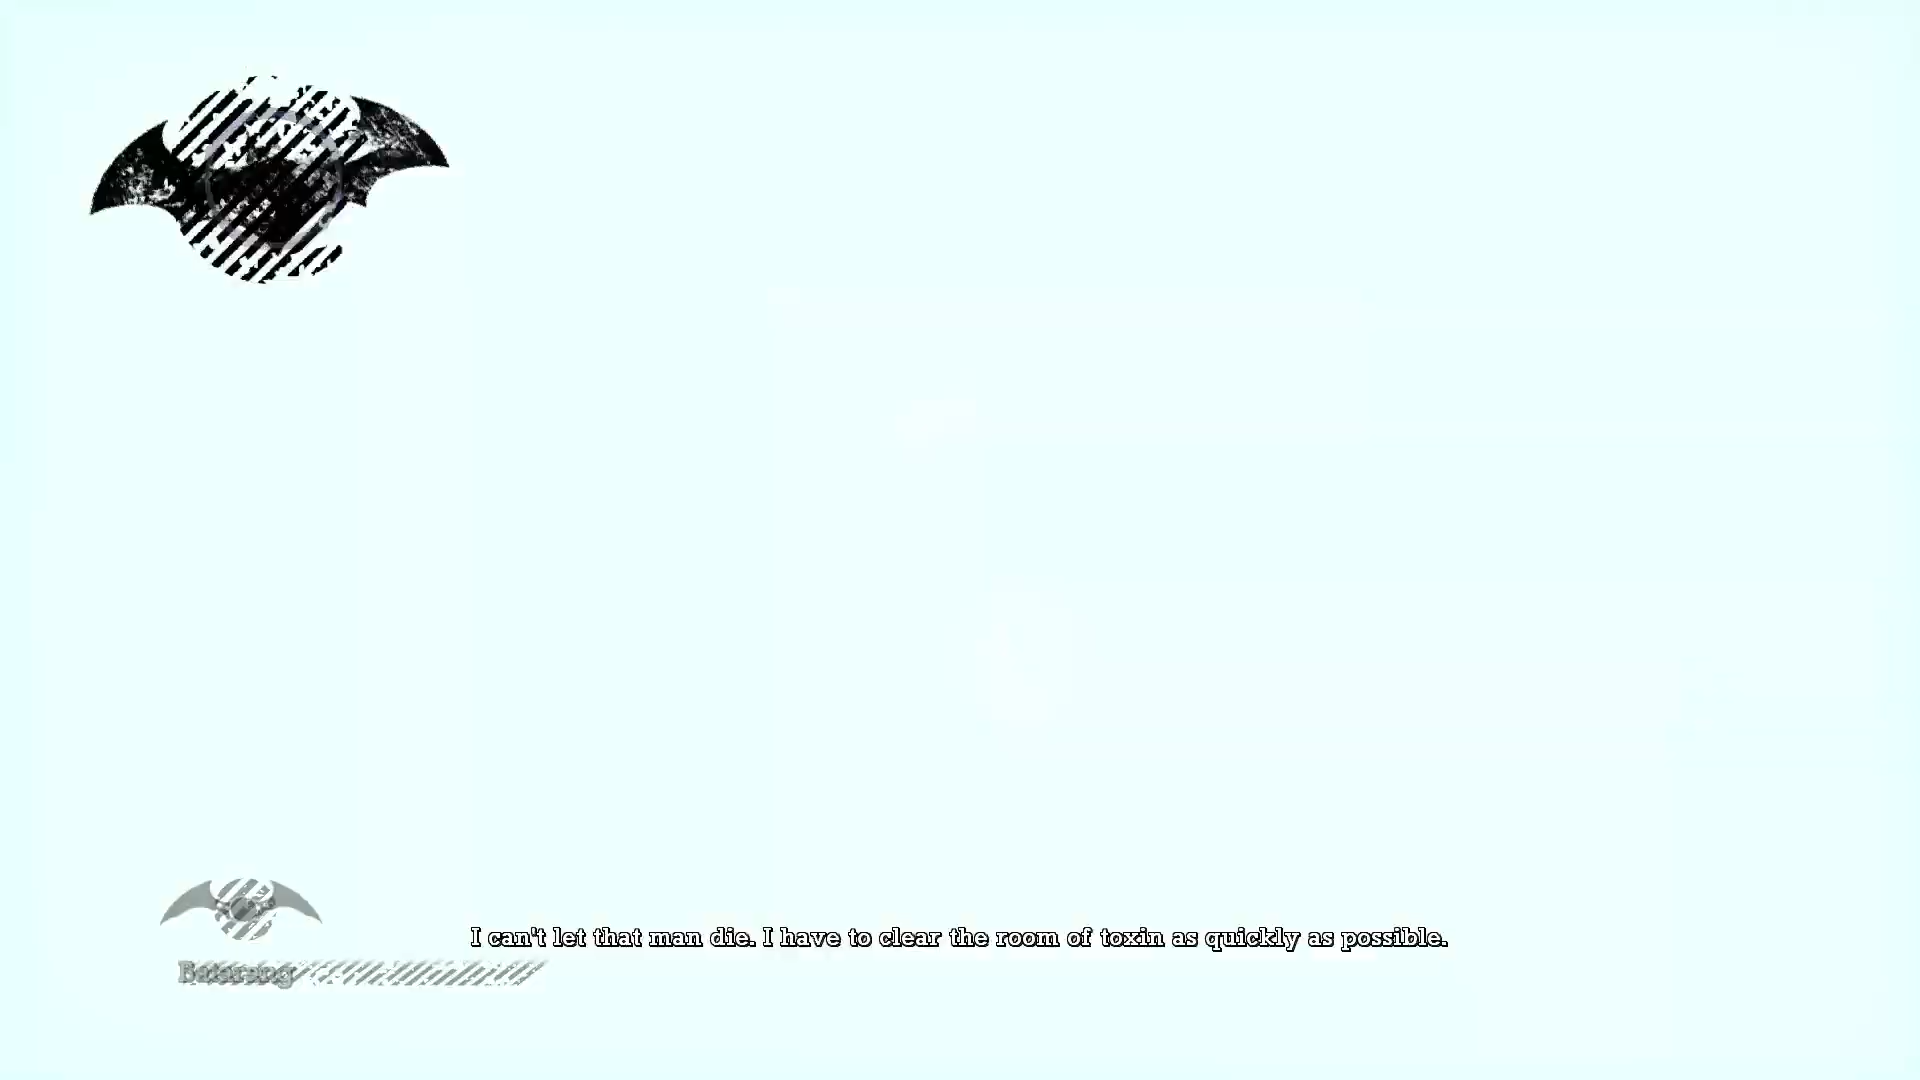 I can't let that man die. I have to clear the room of toxin as quickly as possible.
Batarang